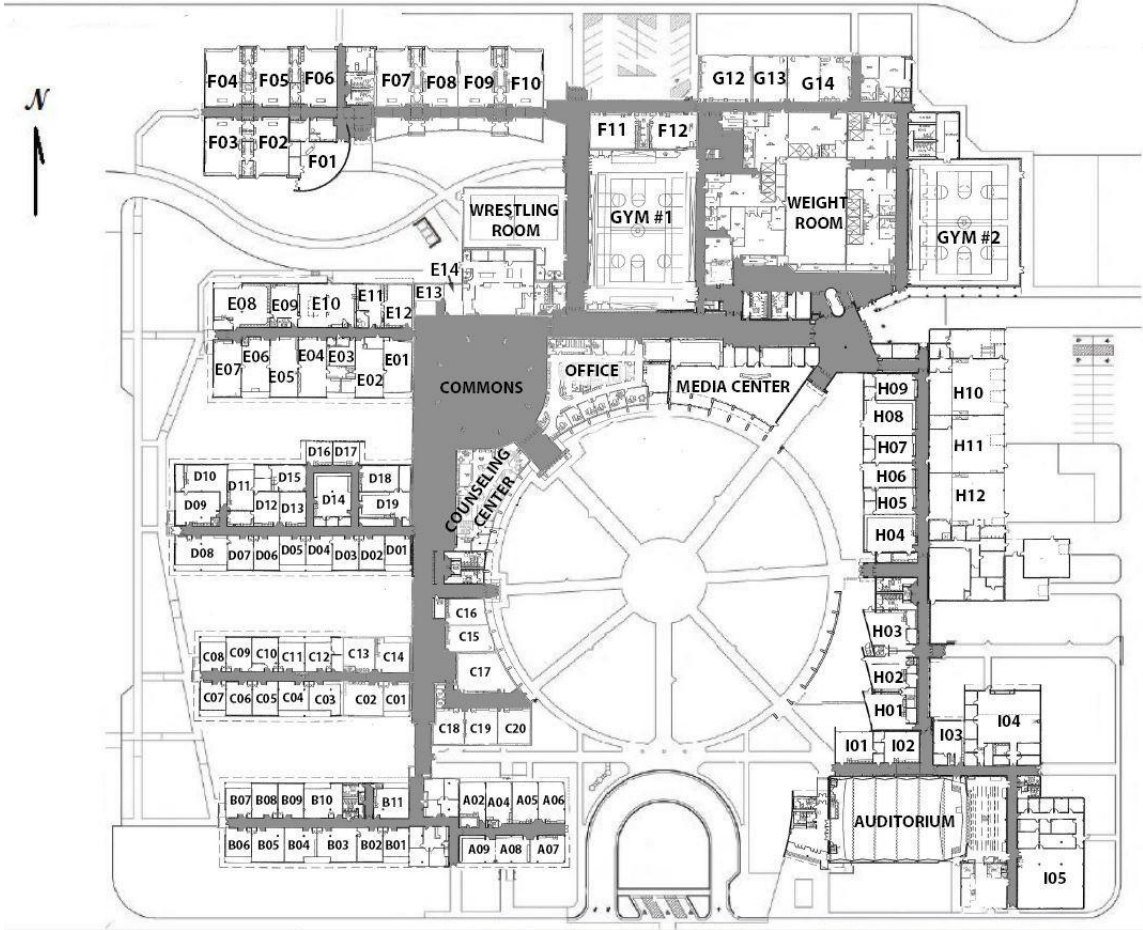 N
F04 F05 F06 F07 F08 F09 F10
F03 F02 F01
G12 G13 G14
F11 F12
WRESTLING
ROOM
GYM #1
WEIGHT
ROOM
GYM #2
E14
E13
E08 E09 E10 E11 E12
E07 E06 E05 E04 E03 E02 E01
COMMONS
OFFICE
MEDIA CENTER
COUNSELING
CENTER
H09
H08
H07
H06
H05
H04
H10
H11
H12
D16 D17
D10 D11 D15 D18
D09 D12 D13 D14 D19
D08 D07 D06 D05 D04 D03 D02 D01
C16
C15
C17
C08 C09 C10 C11 C12 C13 C14
C07 C06 C05 C04 C03 C02 C01
C18 C19 C20
H03
H02
H01
I01 I02 I03 I04
B07 B08 B09 B10 B11
B06 B05 B04 B03 B02 B01
A02 A04 A05 A06
A09 A08 A07
AUDITORIUM
I05